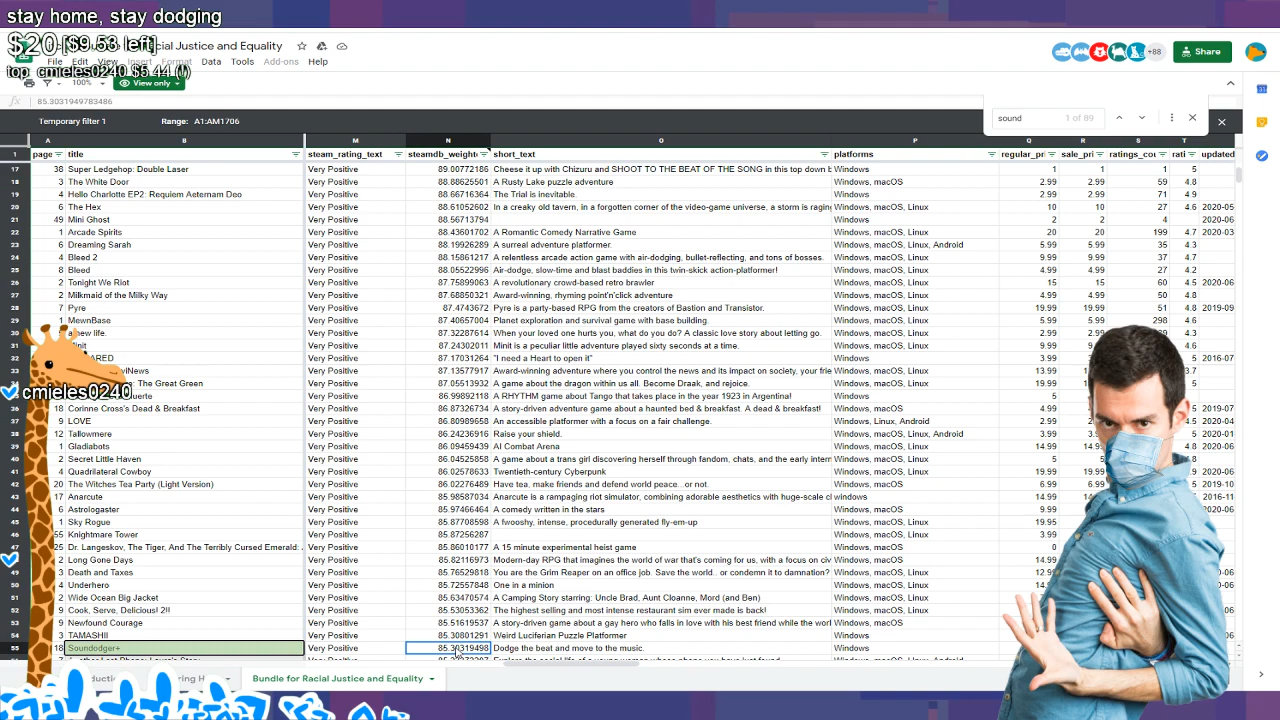 stay home, stay dodging
$20 [$9.53 left]
top cmieles0240 $5.44 (!)
cial Justice and Equality
File Edit View Format Data Tools Add-ons Help
+88 Share
100% View only
85.3031949783486
sound 1 of 89
Temporary filter 1 Range: A1:AM1706
A B M N O P Q R S T
1 page title steam_rating_text steamdb_weight short_text platforms regular_pri sale_pri ratings_cou rati updated
17 38 Super Ledgehop: Double Laser Very Positive 89.00772186 Cheese it up with Chizuru and SHOOT TO THE BEAT OF THE SONG in this top down b Windows 1 1 1 5
18 3 The White Door Very Positive 88.88625501 A Rusty Lake puzzle adventure Windows, macOS 2.99 2.99 59 4.8
19 4 Hello Charlotte EP2: Requiem Aeternam Deo Very Positive 88.66716364 The Trial is inevitable. Windows 2.99 2.99 71 4.9
20 6 The Hex Very Positive 88.61052602 In a creaky old tavern, in a forgotten corner of the video-game universe, a storm is raging Windows, macOS, Linux 10 10 27 4.6 2020-05
21 49 Mini Ghost Very Positive 88.56713794 Windows 2 2 4 2020-06
22 1 Arcade Spirits Very Positive 88.43601702 A Romantic Comedy Narrative Game Windows, macOS, Linux 20 20 199 4.7 2020-03
23 6 Dreaming Sarah Very Positive 88.19926289 A surreal adventure platformer. Windows, macOS, Linux, Android 5.99 5.99 35 4.3
24 4 Bleed 2 Very Positive 88.15861217 A relentless arcade action game with air-dodging, bullet-reflecting, and tons of bosses. Windows, macOS, Linux 9.99 9.99 37 4.6
25 8 Bleed Very Positive 88.05522996 Air-dodge, slow-time and blast baddies in this twin-skick action-platformer! Windows, macOS, Linux 4.99 4.99 27 4.2
26 2 Tonight We Riot Very Positive 87.75899063 A revolutionary crowd-based retro brawler Windows, macOS, Linux 15 15 60 4.5 2020-06
27 2 Milkmaid of the Milky Way Very Positive 87.68850321 Award-winning, rhyming point'n'click adventure Windows, macOS, Linux 4.99 4.99 50 4.8
28 7 Pyre Very Positive 87.4743672 Pyre is a party-based RPG from the creators of Bastion and Transistor. Windows, macOS, Linux 19.99 19.99 51 4.8 2019-09
29 1 MewnBase Very Positive 87.40657004 Planet exploration and survival game with base building. Windows, macOS, Linux 5.99 5.99 298 4.6
30 new life. Very Positive 87.32287614 When your loved one hurts you, what do you do? A classic love story about letting go. Windows, macOS, Linux 2.99 2.99 4.3
31 Very Positive 87.24302011 Minit is a peculiar little adventure played sixty seconds at a time. Windows, macOS, Linux 9.99
32 ARED Very Positive 87.17031264 "I need a Heart to open it" Windows 3.99 2016-07
viNews Very Positive 87.13577917 Award-winning adventure where you control the news and its impact on society, your frie Windows, macOS, Linux 13.99 3.7
: The Great Green Very Positive 87.05513932 A game about the dragon within us all. Become Draak, and rejoice. Windows, macOS, Linux 19.99
cmieles0240
uerte Very Positive 86.99892118 A RHYTHM game about Tango that takes place in the year 1923 in Argentina! Windows 5
36 18 Corinne Cross's Dead & Breakfast Very Positive 86.87326734 A story-driven adventure game about a haunted bed & breakfast. A dead & breakfast! Windows, macOS 4.99 2019-07
37 9 LOVE Very Positive 86.80989658 An accessible platformer with a focus on a fair challenge. Windows, Linux, Android 2.99 2020-04
38 12 Tallowmere Very Positive 86.24236916 Raise your shield. Windows, macOS, Linux, Android 3.99 5 2020-01
39 1 Gladiabots Very Positive 86.09459439 AI Combat Arena Windows, macOS, Linux, Android 14.99 2020-06
40 2 Secret Little Haven Very Positive 86.04525858 A game about a trans girl discovering herself through fandom, chats, and the early intern Windows, macOS, Linux 5 4.8
41 4 Quadrilateral Cowboy Very Positive 86.02578633 Twentieth-century Cyberpunk Windows, macOS, Linux 19.99 5 2020-06
42 20 The Witches Tea Party (Light Version) Very Positive 86.02276489 Have tea, make friends and defend world peace...or not. Windows, macOS 6.99 2020-06
43 17 Anarcute Very Positive 85.98587034 Anarcute is a rampaging riot simulator, combining adorable aesthetics with huge-scale cl windows 14.99 2016-11
44 6 Astrologaster Very Positive 85.97466464 A comedy written in the stars Windows, macOS 9.99
45 1 Sky Rogue Very Positive 85.87708598 A fwooshy, intense, procedurally generated fly-em-up Windows, macOS, Linux 19.95
55 Knightmare Tower Very Positive 85.87256287 Windows, macOS, Linux 3.99
47 25 Dr. Langeskov, The Tiger, And The Terribly Cursed Emerald: Very Positive 85.86010177 A 15 minute experimental heist game Windows, macOS 0
48 2 Long Gone Days Very Positive 85.82116973 Modern-day RPG that imagines the world of war that's coming for us, with a focus on civ Windows, macOS, Linux 14.99
49 9 Death and Taxes Very Positive 85.76529818 You are the Grim Reaper on an office job. Save the world.. or condemn it to damnation? Windows, macOS, Linux 12.9
50 4 Underhero Very Positive 85.72557848 One in a minion Windows, macOS, Linux
51 2 Wide Ocean Big Jacket Very Positive 85.63470574 A Camping Story starring: Uncle Brad, Aunt Cloanne, Mord (and Ben) Windows, macOS
52 9 Cook, Serve, Delicious! 2!! Very Positive 85.53053362 The highest selling and most intense restaurant sim ever made is back! Windows, macOS, Linux
53 9 Newfound Courage Very Positive 85.51619537 A story-driven game about a gay hero who falls in love with his best friend while the worl Windows
54 3 TAMASHII Very Positive 85.30801291 Weird Luciferian Puzzle Platformer Windows
55 18 Soundodger+ Very Positive 85.30319498 Dodge the beat and move to the music. Windows, macOS
Bundle for Racial Justice and Equality